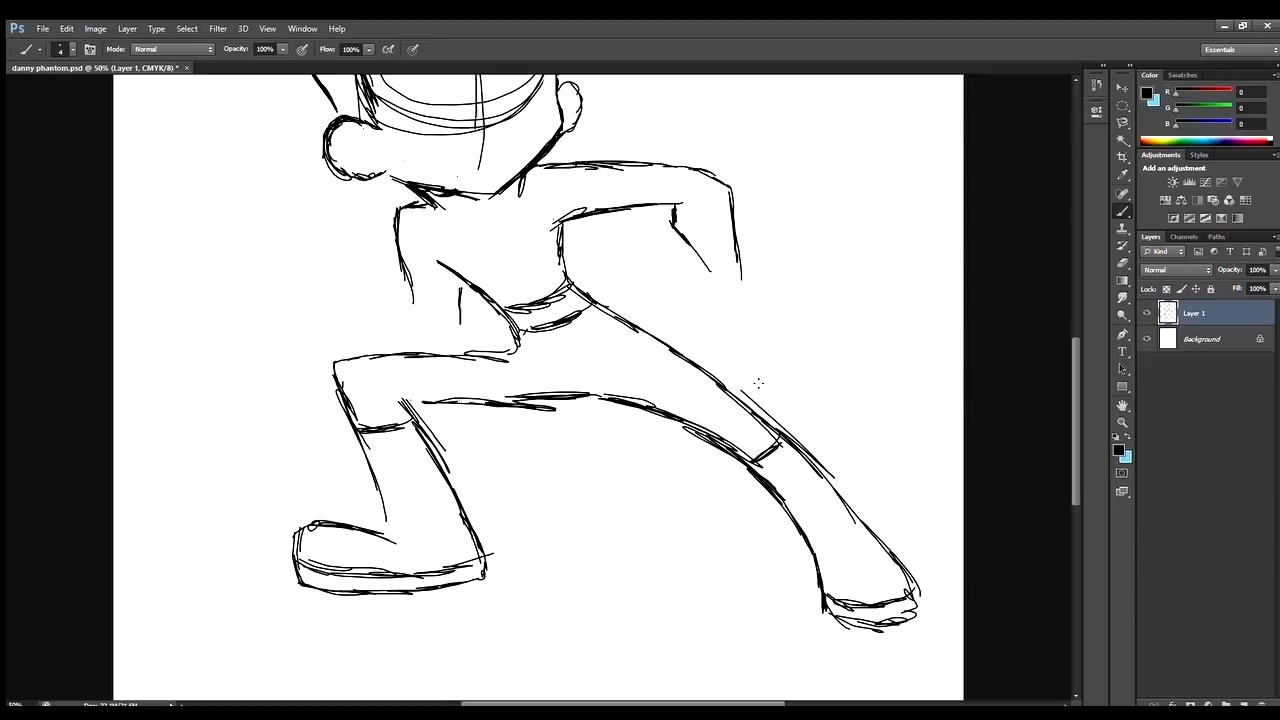 Ps File Edit Image Layer Type Select Filter 3D View Window Help
4 Mode: Normal Opacity: 100% Flow: 100% Essentials
danny phantom.psd @ 50% (Layer 1, CMYK/8) * ×
Color Swatches
R 0
G 0
B 0
Adjustments Styles
Add an adjustment
Layers Channels Paths
Kind
Normal Opacity: 100%
Lock: Fill: 100%
Layer 1
Background
50%